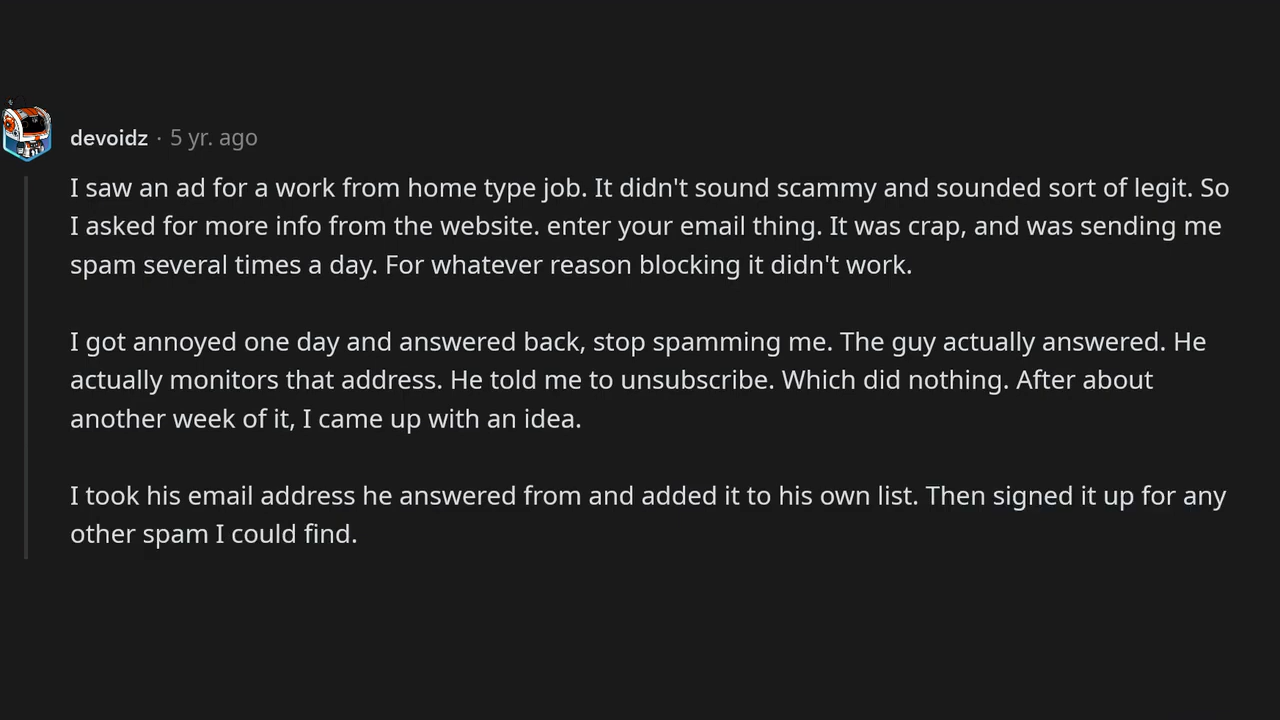 devoidz · 5 yr. ago
I saw an ad for a work from home type job. It didn't sound scammy and sounded sort of legit. So
I asked for more info from the website. enter your email thing. It was crap, and was sending me
spam several times a day. For whatever reason blocking it didn't work.
I got annoyed one day and answered back, stop spamming me. The guy actually answered. He
actually monitors that address. He told me to unsubscribe. Which did nothing. After about
another week of it, I came up with an idea.
I took his email address he answered from and added it to his own list. Then signed it up for any
other spam I could find.